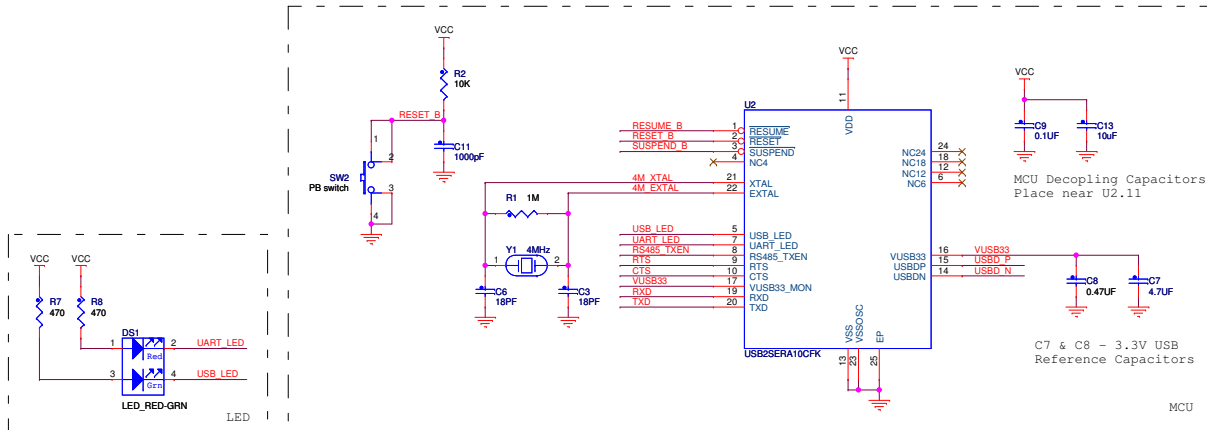 VCC
R2
10K
RESET_B
C11
1000pF
1
2
SW2
PB switch
3
4
VCC
11
U2
VDD
RESUME_B 1 RESUME
RESET_B 2 RESET
SUSPEND_B 3 SUSPEND
4 NC4
4M_XTAL 21 XTAL
4M_EXTAL 22 EXTAL
R1 1M
Y1 4MHz
1 2
C6
18PF
C3
18PF
USB_LED 5 USB_LED
UART_LED 7 UART_LED
RS485_TXEN 8 RS485_TXEN
RTS 9 RTS
CTS 10 CTS
VUSB33 17 VUSB33_MON
RXD 19 RXD
TXD 20 TXD
NC24 24
NC18 18
NC12 12
NC6 6
VUSB33 16 VUSB33
USBDP 15 USBD_P
USBDN 14 USBD_N
VSS
VSSOSC
EP
USB2SERA10CFK
13
23
25
VCC
C9
0.1UF
C13
10uF
MCU Decopling Capacitors
Place near U2.11
C8
0.47UF
C7
4.7UF
C7 & C8 - 3.3V USB
Reference Capacitors
MCU
VCC
VCC
R7
470
R8
470
DS1
1 Red 2 UART_LED
3 Grn 4 USB_LED
LED_RED-GRN
LED